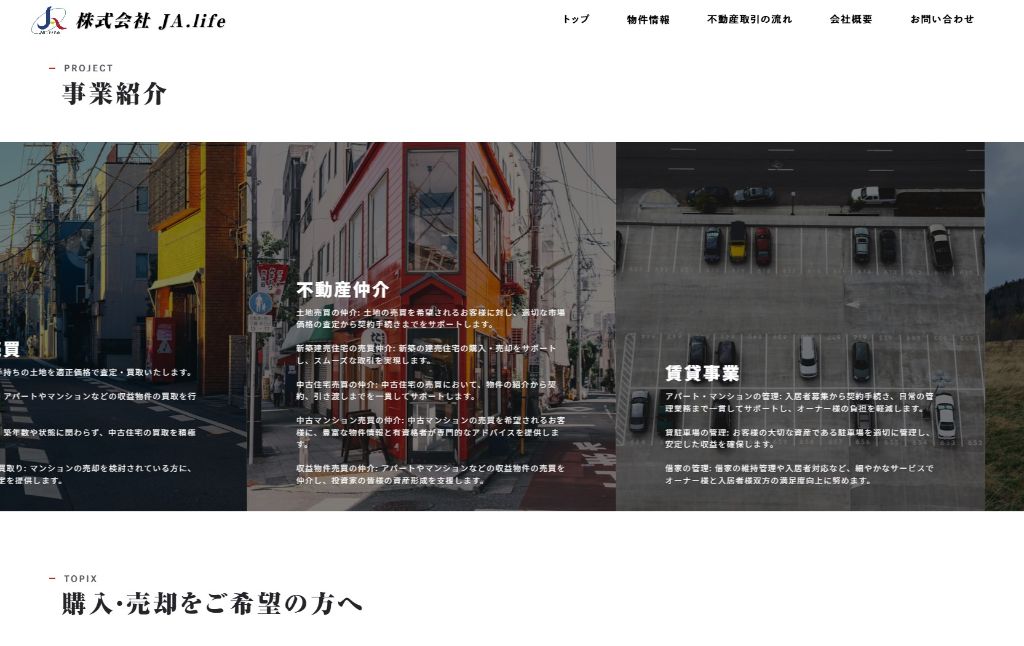 株式会社 JA.life
トップ
物件情報
不動産取引の流れ
会社概要
お問い合わせ
PROJECT
事業紹介
買
手持ちの土地を適正価格で査定・買取いたします。
アパートやマンションなどの収益物件の買取を行
築年数や状態に関わらず、中古住宅の買取を積極
買取り: マンションの売却を検討されている方に、
定を提供します。
不動産仲介
土地売買の仲介: 土地の売買を希望されるお客様に対し、適切な市場
価格の査定から契約手続きまでをサポートします。
新築建売住宅の売買仲介: 新築の建売住宅の購入・売却をサポート
し、スムーズな取引を実現します。
中古住宅売買の仲介: 中古住宅の売買において、物件の紹介から契
約、引き渡しまでを一貫してサポートします。
中古マンション売買の仲介: 中古マンションの売買を希望されるお客
様に、豊富な物件情報と有資格者が専門的なアドバイスを提供しま
す。
収益物件売買の仲介: アパートやマンションなどの収益物件の売買を
仲介し、投資家の皆様の資産形成を支援します。
賃貸事業
アパート・マンションの管理: 入居者募集から契約手続き、日常の管
理業務まで一貫してサポートし、オーナー様の負担を軽減します。
賃駐車場の管理: お客様の大切な資産である駐車場を適切に管理し、
安定した収益を確保します。
借家の管理: 借家の維持管理や入居者対応など、細やかなサービスで
オーナー様と入居者様双方の満足度向上に努めます。
TOPIX
購入・売却をご希望の方へ